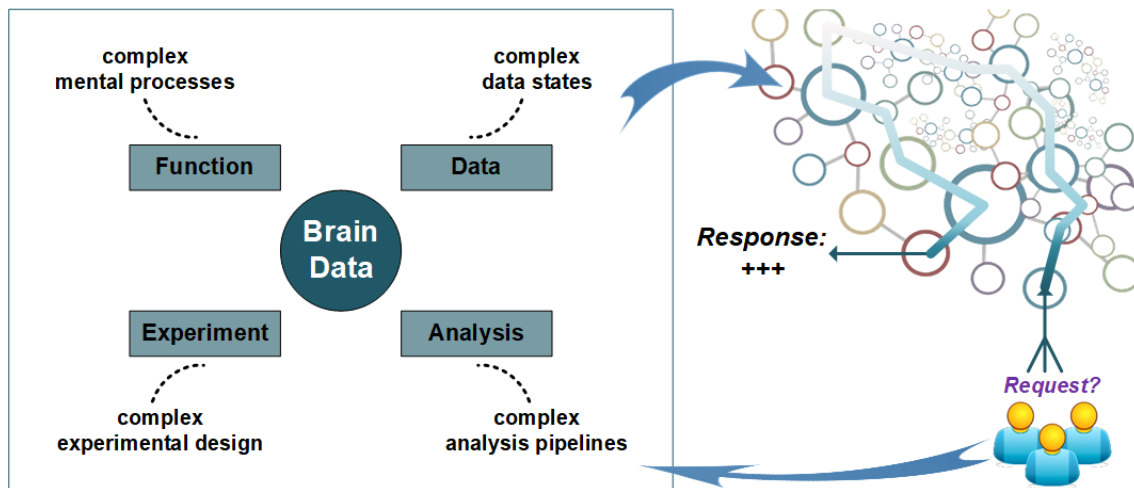 complex
mental processes
complex
data states
Function
Data
Brain
Data
Experiment
Analysis
complex
experimental design
complex
analysis pipelines
Response:
+++
Request?